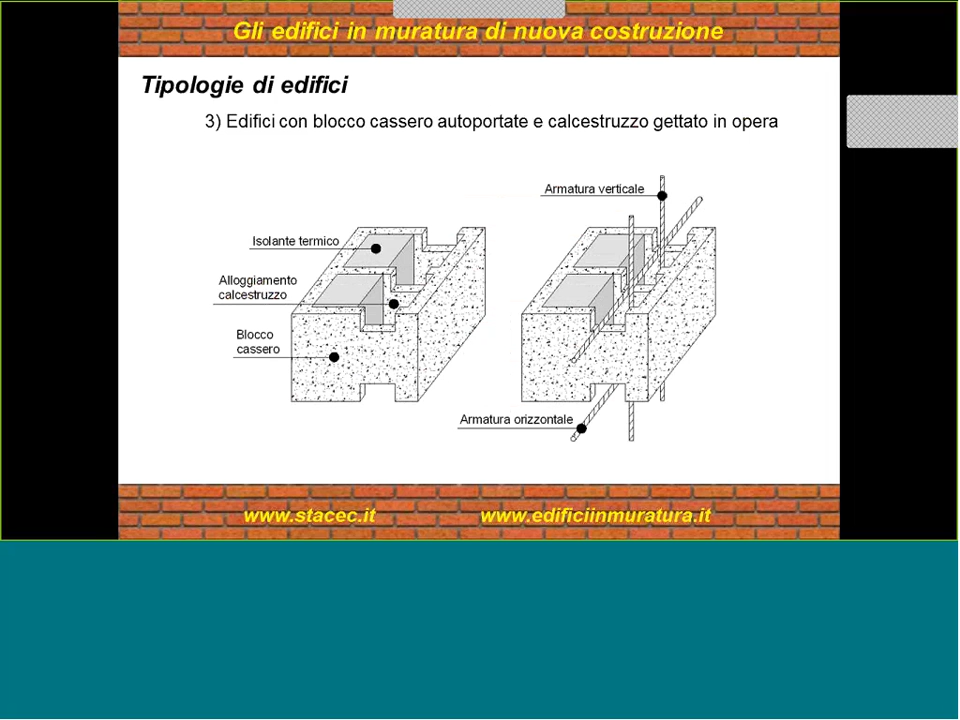 Gli edifici in muratura di nuova costruzione
Tipologie di edifici
3) Edifici con blocco cassero autoportate e calcestruzzo gettato in opera
Armatura verticale
Isolante termico
Alloggiamento
calcestruzzo
Blocco
cassero
Armatura orizzontale
www.stacec.it www.edificiinmuratura.it